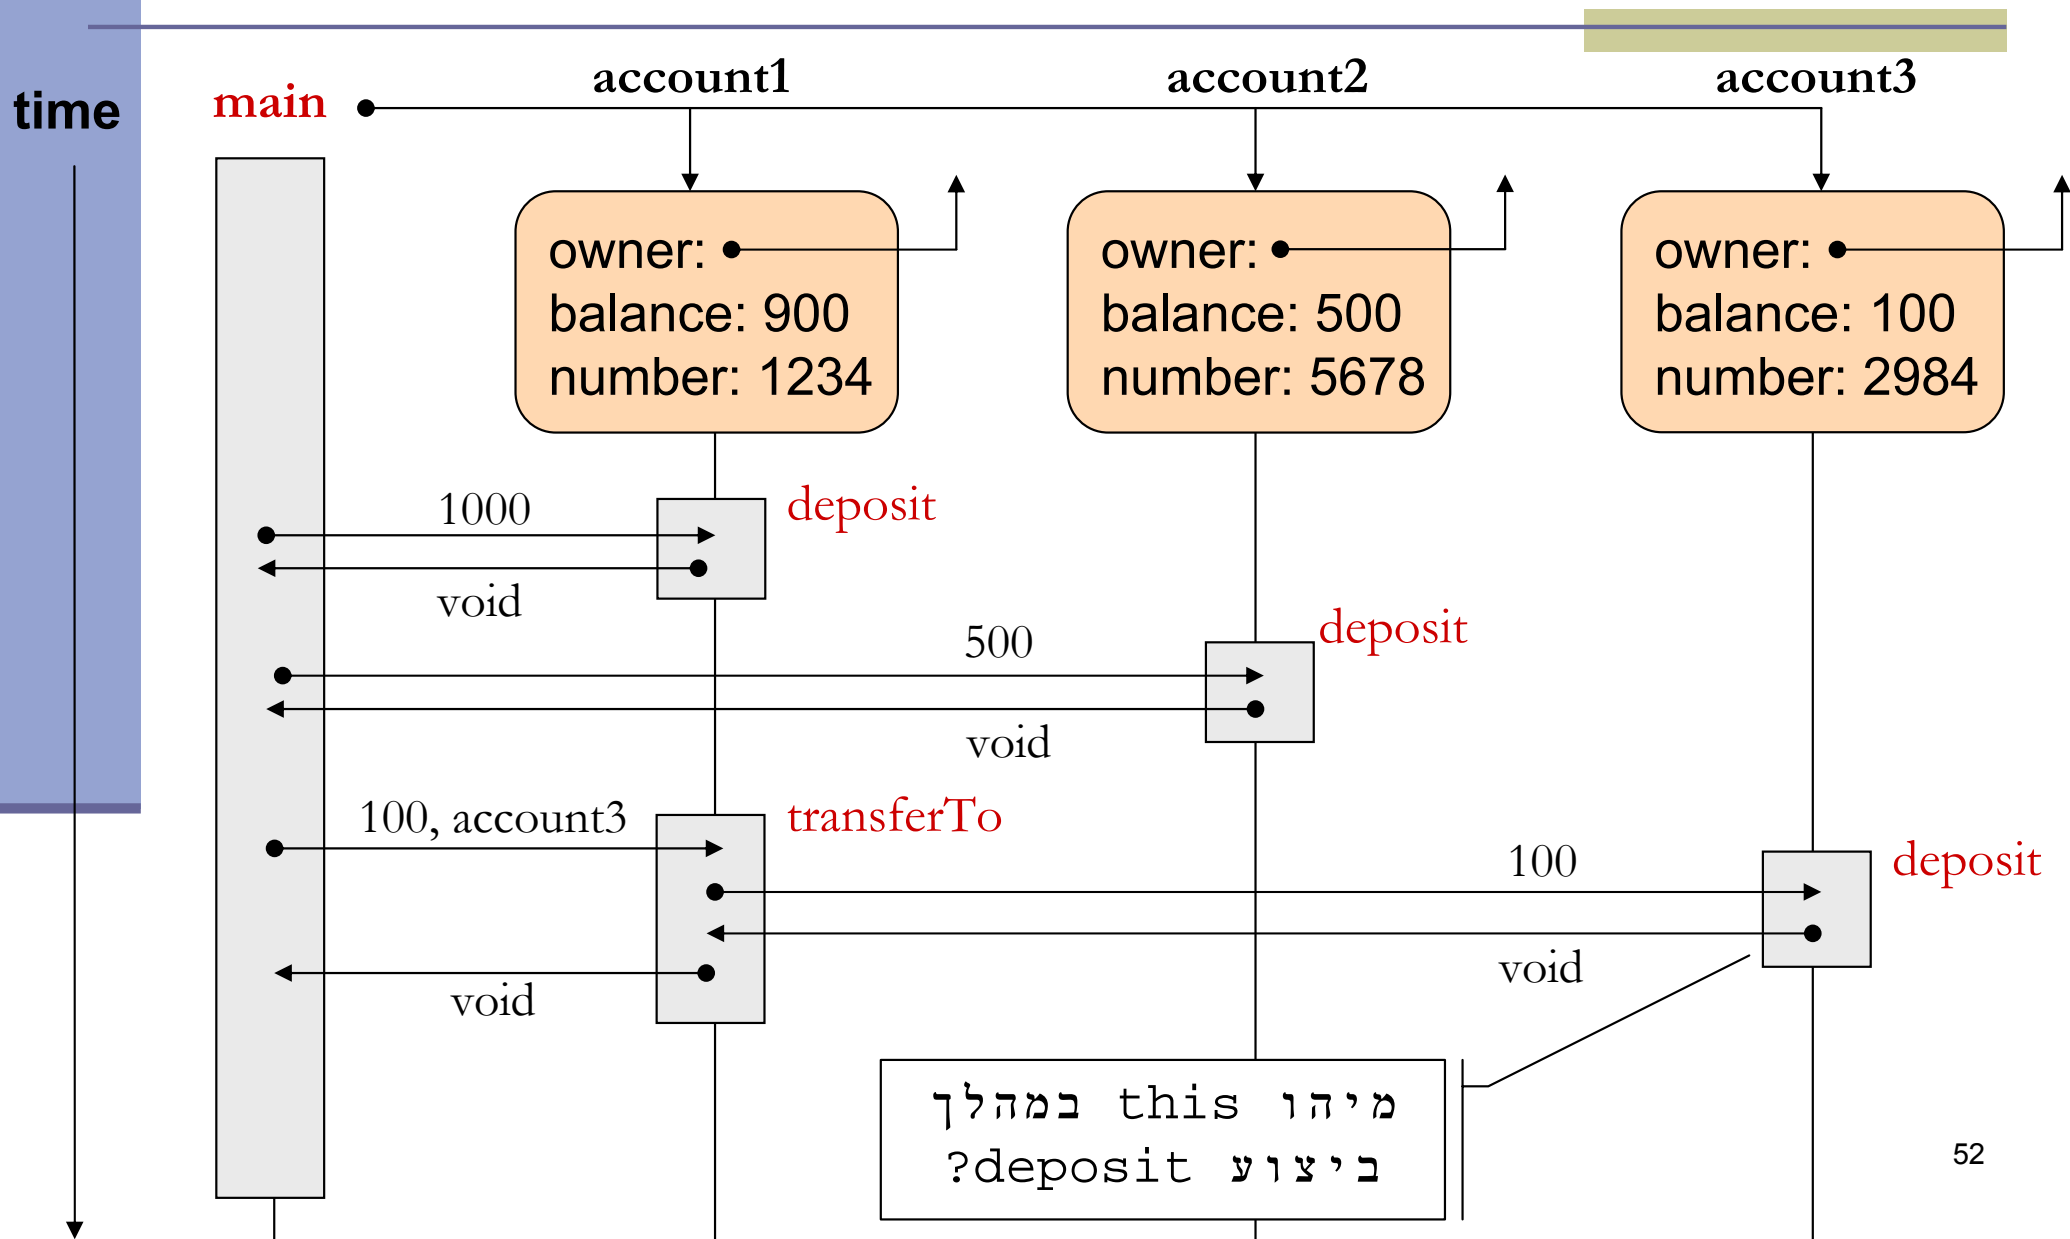 time
main
account1
account2
account3
owner:
balance: 900
number: 1234
owner:
balance: 500
number: 5678
owner:
balance: 100
number: 2984
1000
deposit
void
500
deposit
void
100, account3
transferTo
100
deposit
void
void
מיהו this במהלך
ביצוע deposit?
52